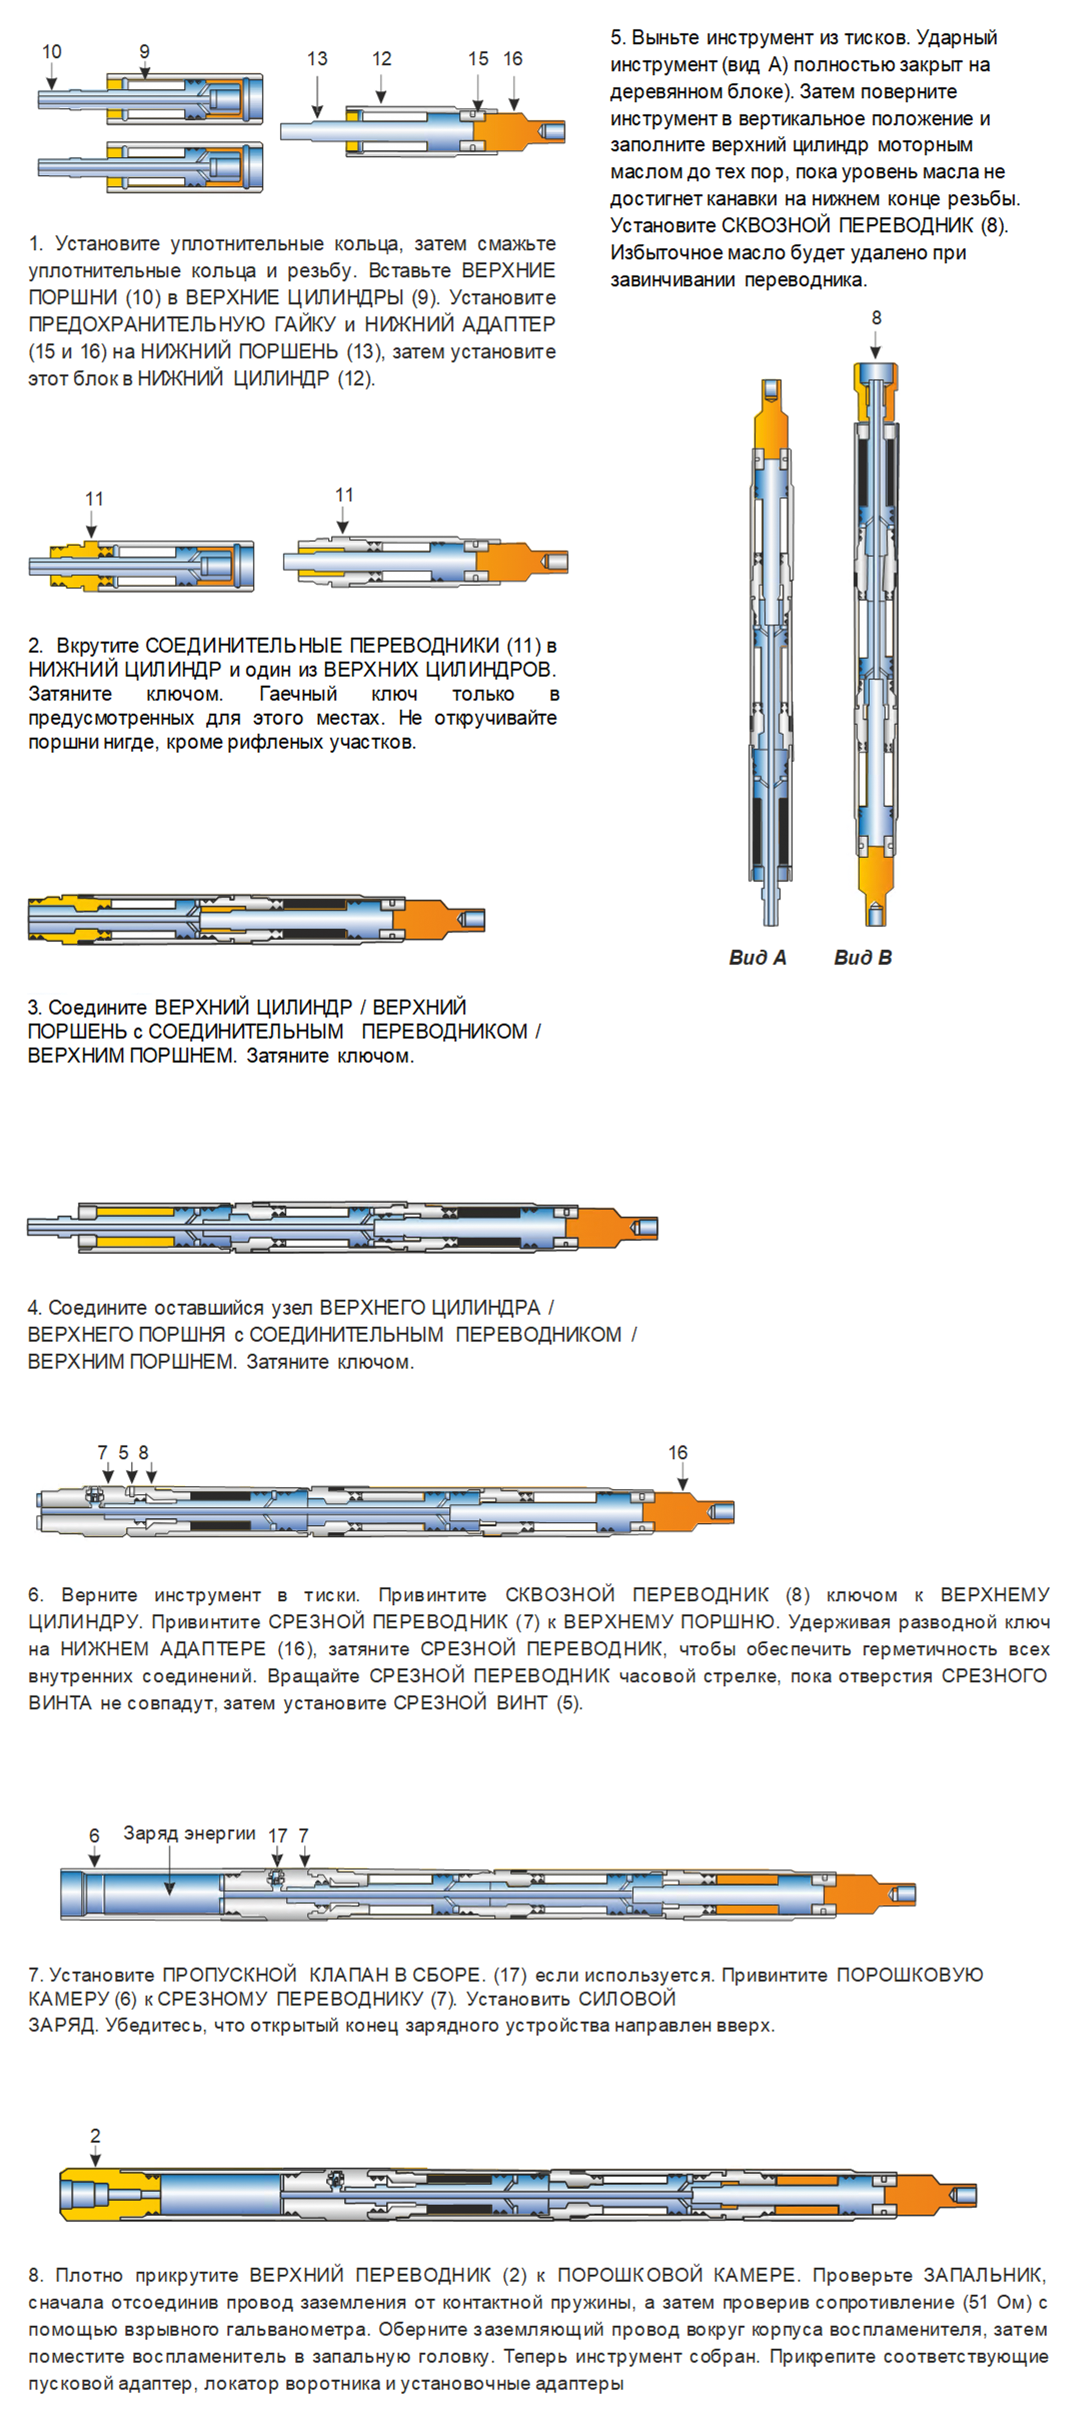 10
9
13
12
15
16
1. Установите уплотнительные кольца, затем смажьте
уплотнительные кольца и резьбу. Вставьте ВЕРХНИЕ
ПОРШНИ (10) в ВЕРХНИЕ ЦИЛИНДРЫ (9). Установите
ПРЕДОХРАНИТЕЛЬНУЮ ГАЙКУ и НИЖНИЙ АДАПТЕР
(15 и 16) на НИЖНИЙ ПОРШЕНЬ (13), затем установите
этот блок в НИЖНИЙ ЦИЛИНДР (12).
11
11
2. Вкрутите СОЕДИНИТЕЛЬНЫЕ ПЕРЕВОДНИКИ (11) в
НИЖНИЙ ЦИЛИНДР и один из ВЕРХНИХ ЦИЛИНДРОВ.
Затяните ключом. Гаечный ключ только в
предусмотренных для этого местах. Не откручивайте
поршни нигде, кроме рифленых участков.
3. Соедините ВЕРХНИЙ ЦИЛИНДР / ВЕРХНИЙ
ПОРШЕНЬ с СОЕДИНИТЕЛЬНЫМ ПЕРЕВОДНИКОМ /
ВЕРХНИМ ПОРШНЕМ. Затяните ключом.
4. Соедините оставшийся узел ВЕРХНЕГО ЦИЛИНДРА /
ВЕРХНЕГО ПОРШНЯ с СОЕДИНИТЕЛЬНЫМ ПЕРЕВОДНИКОМ /
ВЕРХНИМ ПОРШНЕМ. Затяните ключом.
5. Выньте инструмент из тисков. Ударный
инструмент (вид А) полностью закрыт на
деревянном блоке). Затем поверните
инструмент в вертикальное положение и
заполните верхний цилиндр моторным
маслом до тех пор, пока уровень масла не
достигнет канавки на нижнем конце резьбы.
Установите СКВОЗНОЙ ПЕРЕВОДНИК (8).
Избыточное масло будет удалено при
завинчивании переводника.
8
Вид А Вид В
7 5 8
16
6. Верните инструмент в тиски. Привинтите СКВОЗНОЙ ПЕРЕВОДНИК (8) ключом к ВЕРХНЕМУ
ЦИЛИНДРУ. Привинтите СРЕЗНОЙ ПЕРЕВОДНИК (7) к ВЕРХНЕМУ ПОРШНЮ. Удерживая разводной ключ
на НИЖНЕМ АДАПТЕРЕ (16), затяните СРЕЗНОЙ ПЕРЕВОДНИК, чтобы обеспечить герметичность всех
внутренних соединений. Вращайте СРЕЗНОЙ ПЕРЕВОДНИК часовой стрелке, пока отверстия СРЕЗНОГО
ВИНТА не совпадут, затем установите СРЕЗНОЙ ВИНТ (5).
6 Заряд энергии 17 7
7. Установите ПРОПУСКНОЙ КЛАПАН В СБОРЕ. (17) если используется. Привинтите ПОРОШКОВУЮ
КАМЕРУ (6) к СРЕЗНОМУ ПЕРЕВОДНИКУ (7). Установить СИЛОВОЙ
ЗАРЯД. Убедитесь, что открытый конец зарядного устройства направлен вверх.
2
8. Плотно прикрутите ВЕРХНИЙ ПЕРЕВОДНИК (2) к ПОРОШКОВОЙ КАМЕРЕ. Проверьте ЗАПАЛЬНИК,
сначала отсоединив провод заземления от контактной пружины, а затем проверив сопротивление (51 Ом) с
помощью взрывного гальванометра. Оберните заземляющий провод вокруг корпуса воспламенителя, затем
поместите воспламенитель в запальную головку. Теперь инструмент собран. Прикрепите соответствующие
пусковой адаптер, локатор воротника и установочные адаптеры